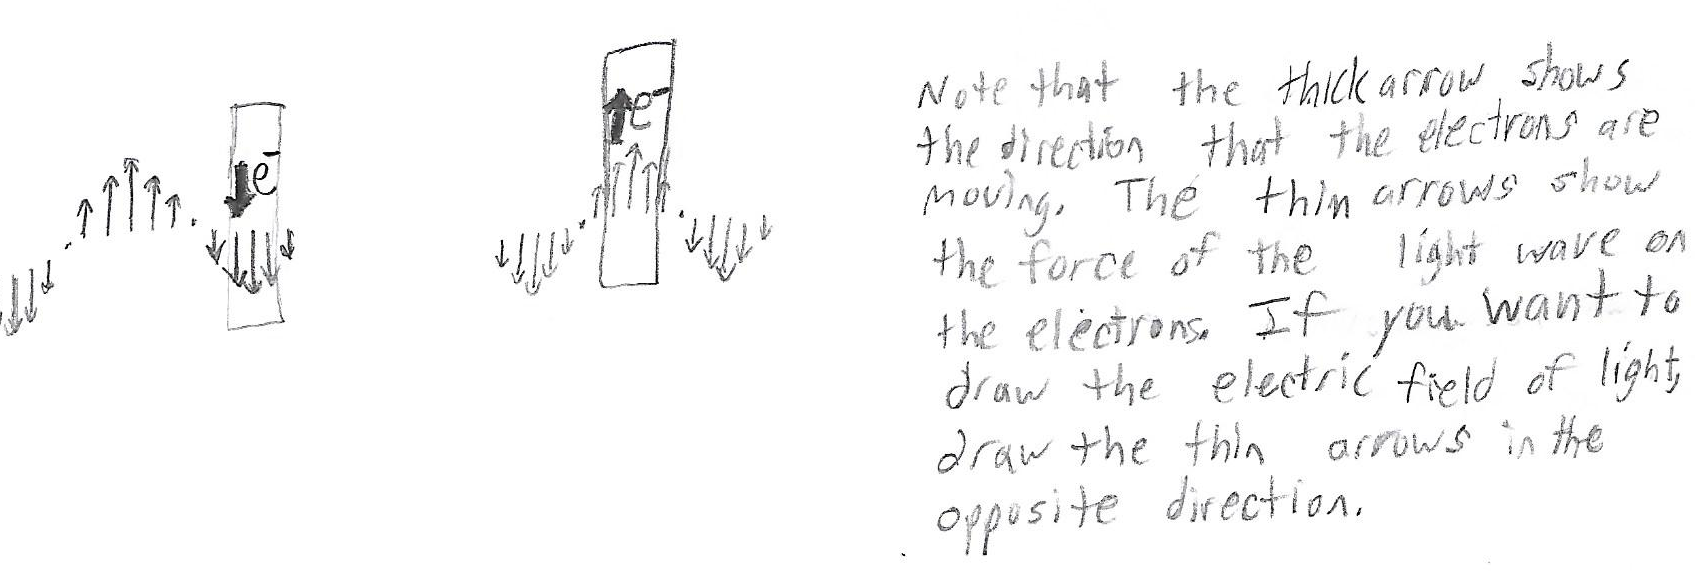 e⁻
e⁻
Note that the thick arrow shows
the direction that the electrons are
moving. The thin arrows show
the force of the light wave on
the electrons. If you want to
draw the electric field of light,
draw the thin arrows in the
opposite direction.